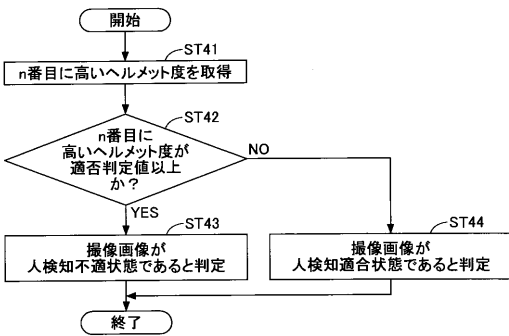 開始
ST41
n番目に高いヘルメット度を取得
ST42
n番目に
高いヘルメット度が
適否判定値以上
か？
NO
YES
ST43
撮像画像が
人検知不適状態であると判定
ST44
撮像画像が
人検知適合状態であると判定
終了